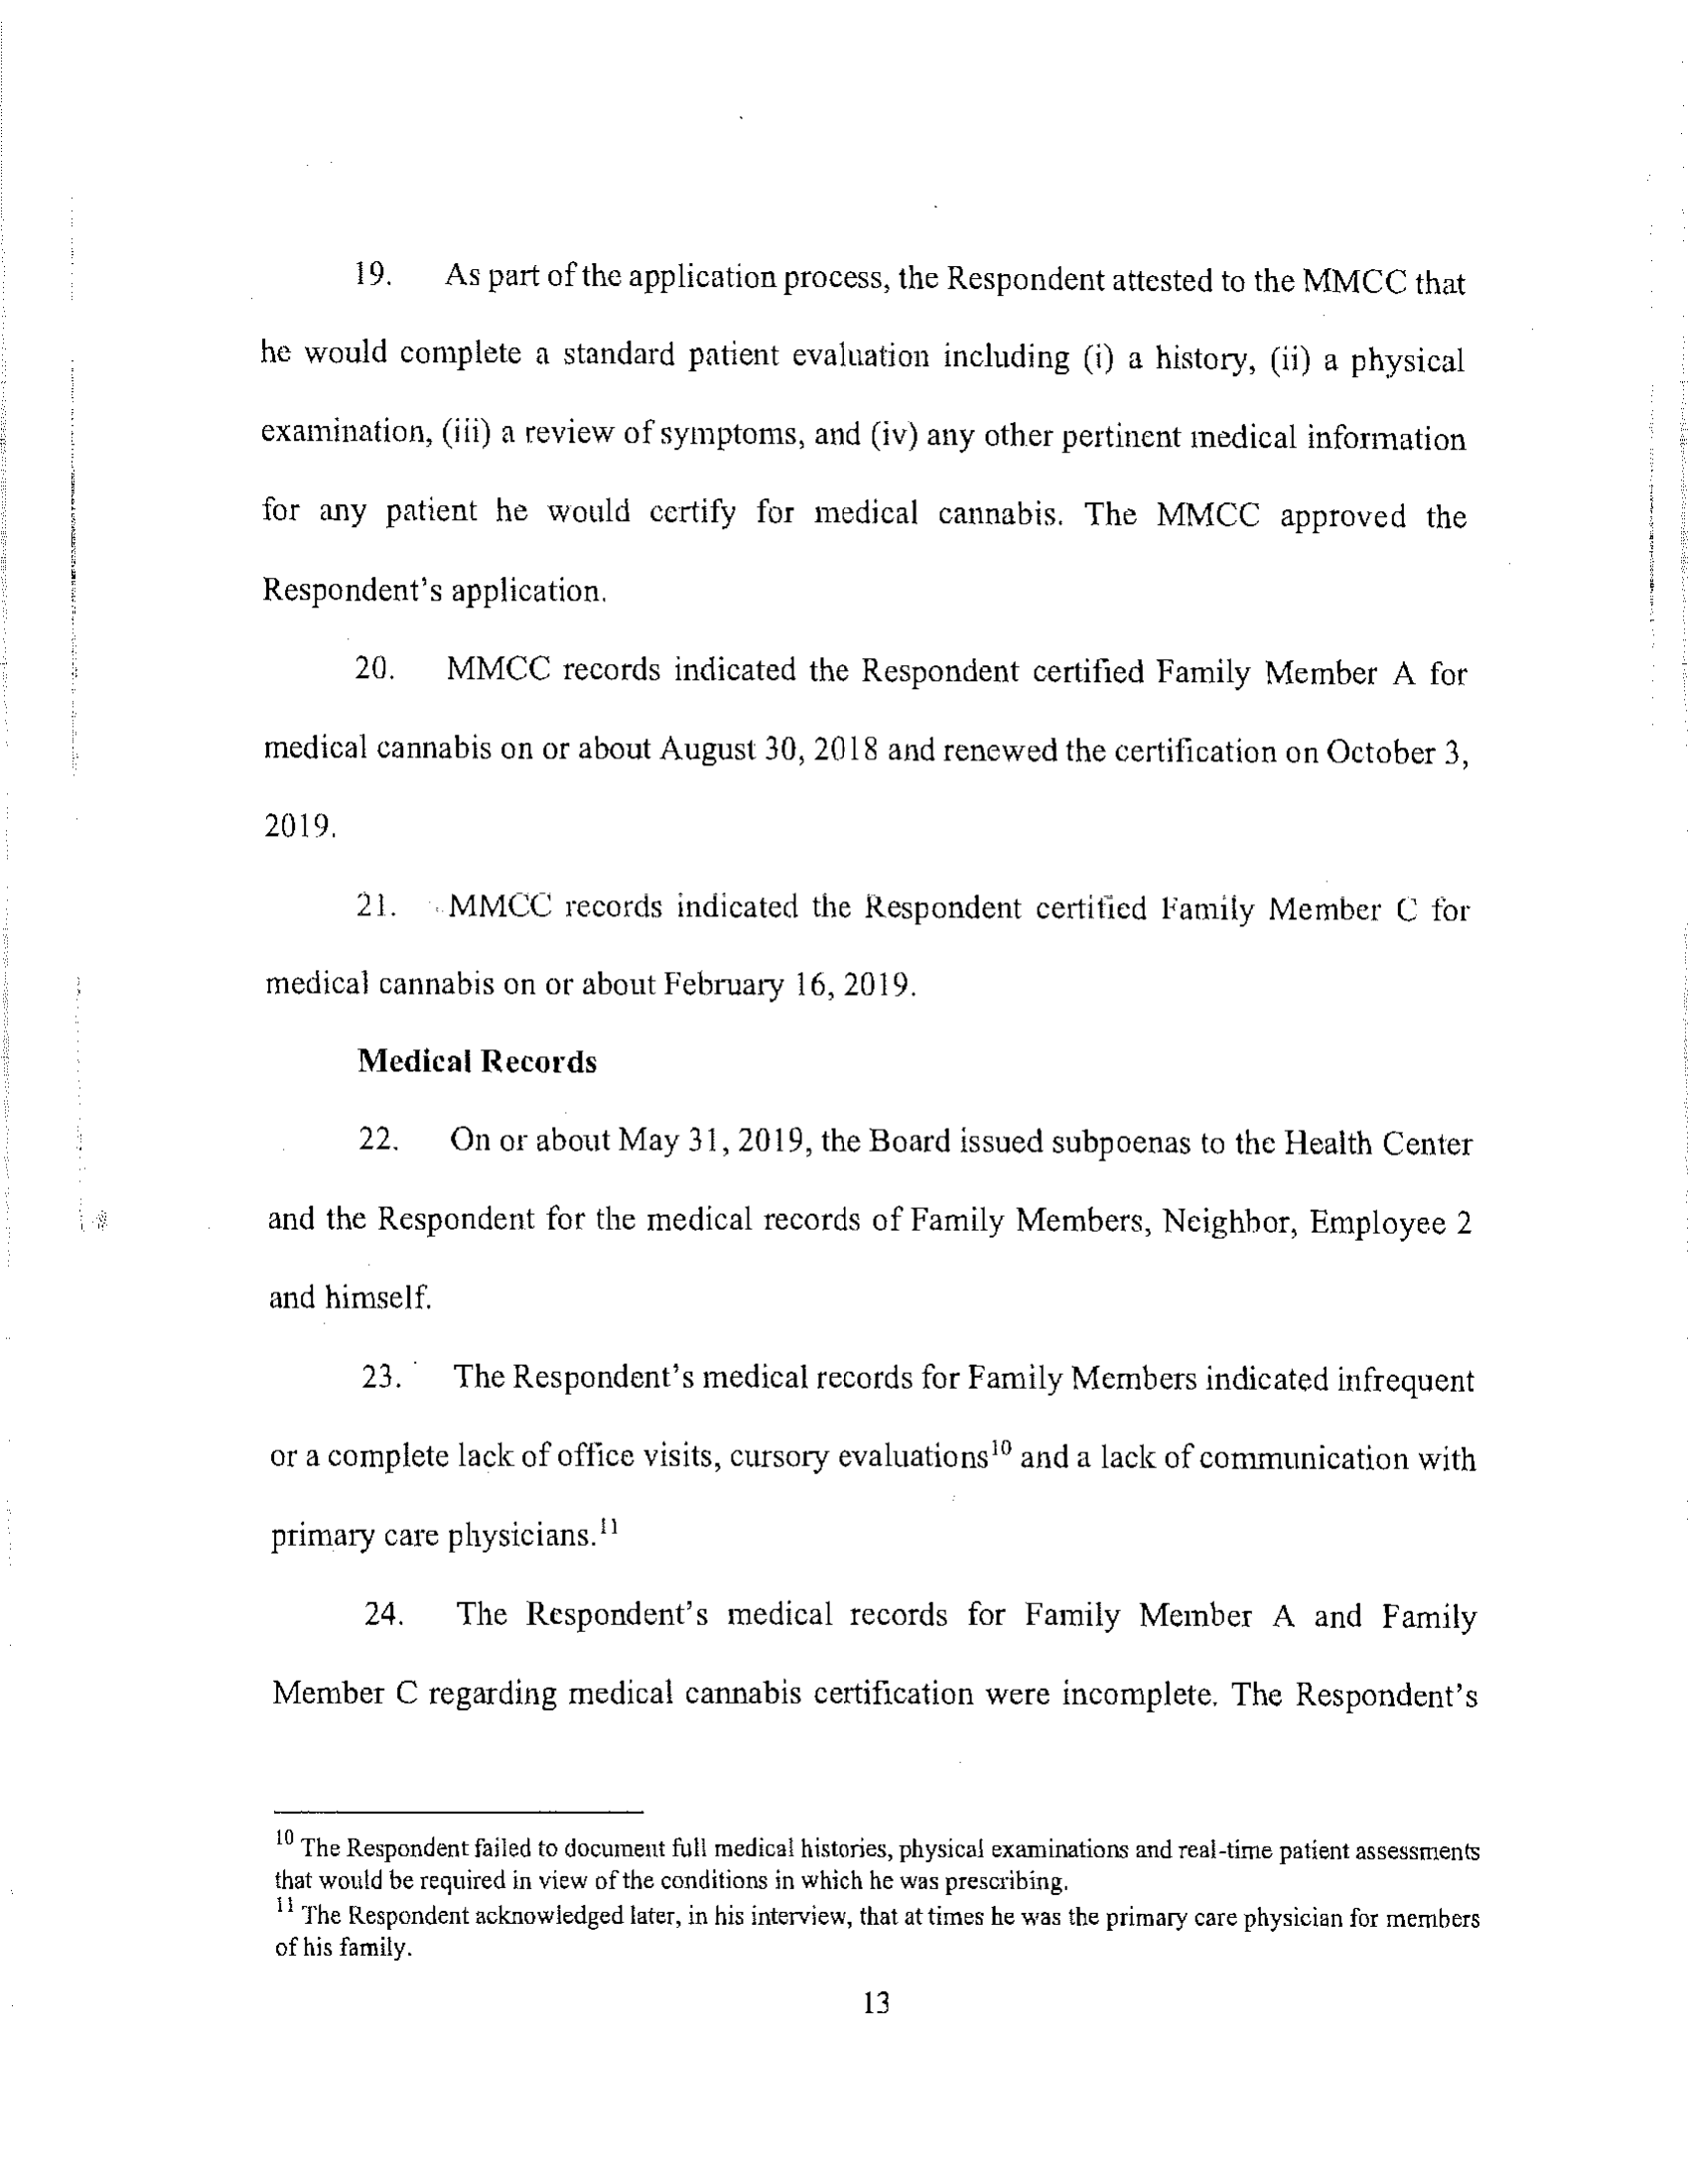 19. As part of the application process, the Respondent attested to the MMCC that
he would complete a standard patient evaluation including (i) a history, (ii) a physical
examination, (iii) a review of symptoms, and (iv) any other pertinent medical information
for any patient he would certify for medical cannabis. The MMCC approved the
Respondent's application.
20. MMCC records indicated the Respondent certified Family Member A for
medical cannabis on or about August 30, 2018 and renewed the certification on October 3,
2019.
21. MMCC records indicated the Respondent certified Family Member C for
medical cannabis on or about February 16, 2019.
Medical Records
22. On or about May 31, 2019, the Board issued subpoenas to the Health Center
and the Respondent for the medical records of Family Members, Neighbor, Employee 2
and himself.
23. The Respondent's medical records for Family Members indicated infrequent
or a complete lack of office visits, cursory evaluations¹⁰ and a lack of communication with
primary care physicians.¹¹
24. The Respondent's medical records for Family Member A and Family
Member C regarding medical cannabis certification were incomplete. The Respondent's
¹⁰ The Respondent failed to document full medical histories, physical examinations and real-time patient assessments
that would be required in view of the conditions in which he was prescribing.
¹¹ The Respondent acknowledged later, in his interview, that at times he was the primary care physician for members
of his family.
13